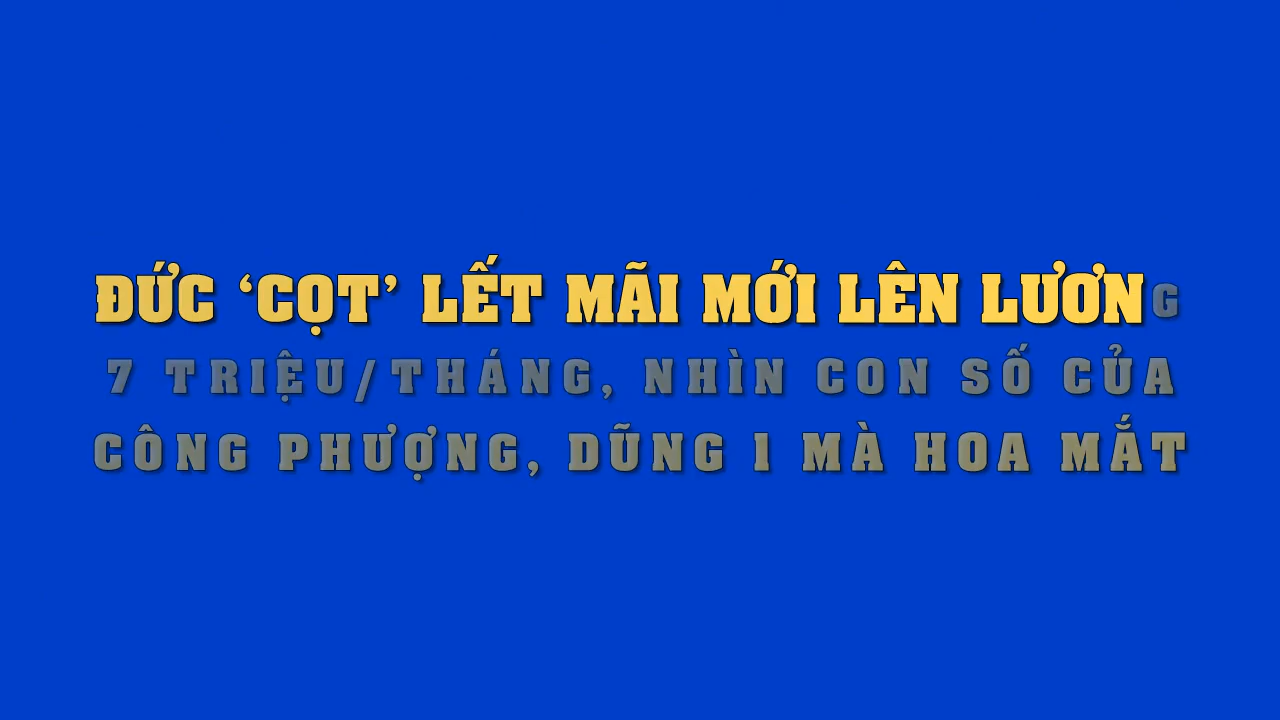 ĐỨC ‘CỌT’ LẾT MÃI MỚI LÊN LƯƠNG
7 TRIỆU/THÁNG, NHÌN CON SỐ CỦA
CÔNG PHƯỢNG, DŨNG 1 MÀ HOA MẮT